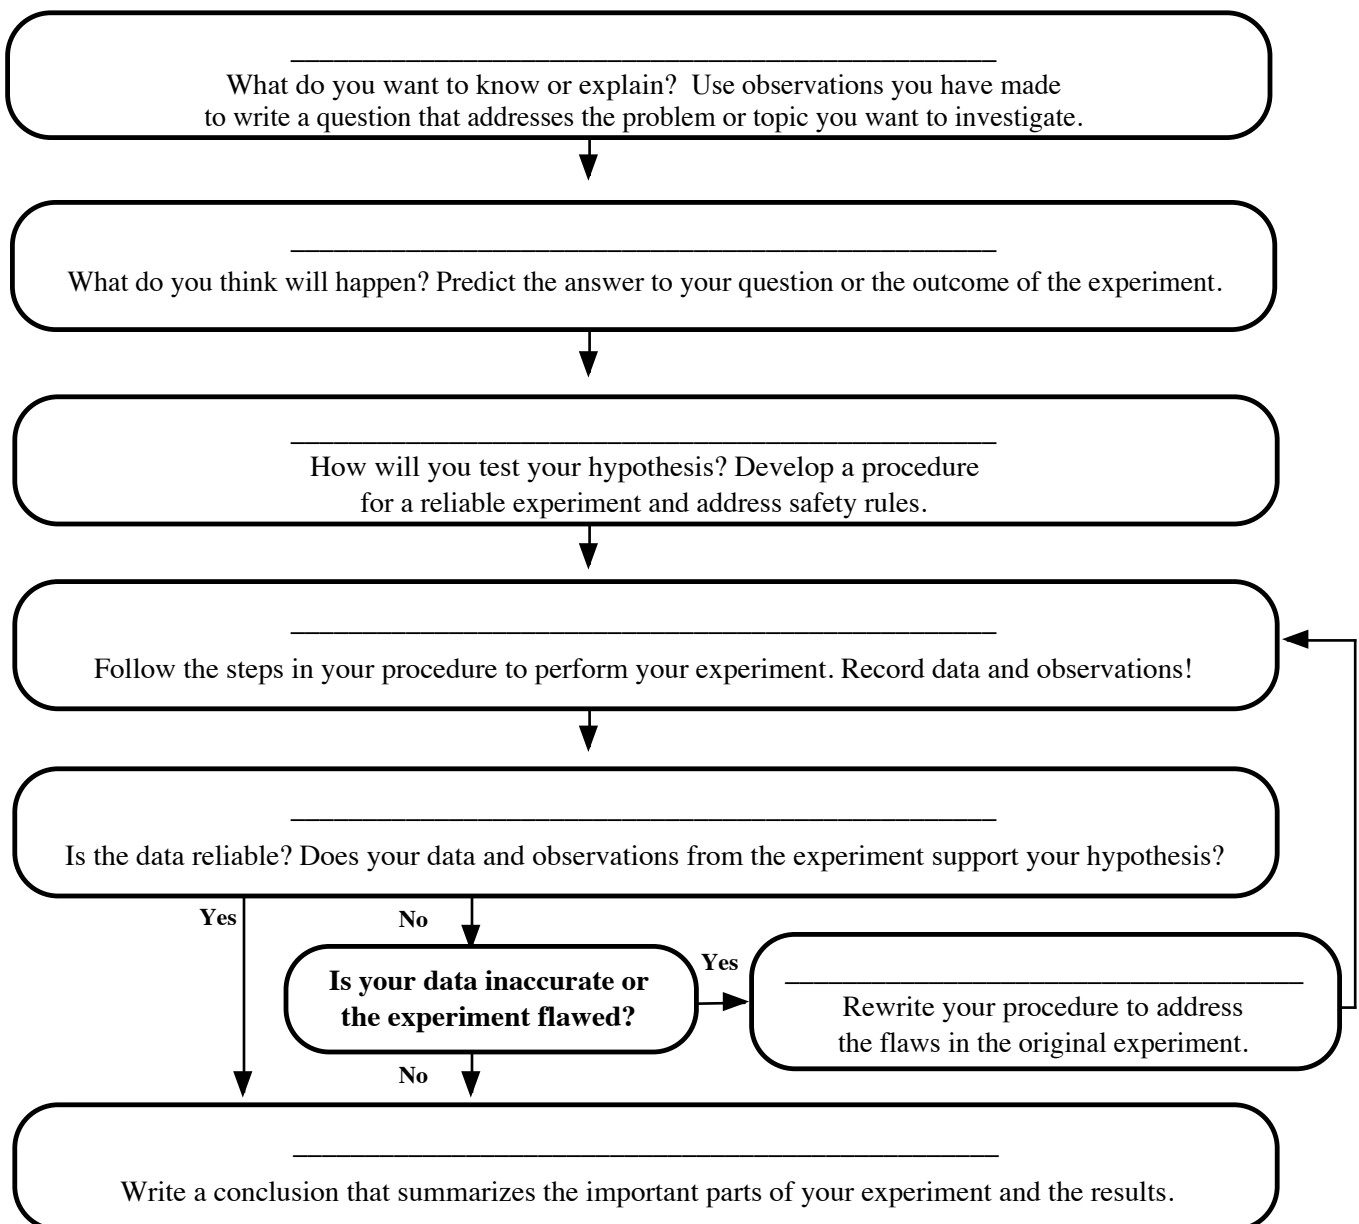 What do you want to know or explain?  Use observations you have made
to write a question that addresses the problem or topic you want to investigate.
What do you think will happen? Predict the answer to your question or the outcome of the experiment.
How will you test your hypothesis? Develop a procedure
for a reliable experiment and address safety rules.
Follow the steps in your procedure to perform your experiment. Record data and observations!
Is the data reliable? Does your data and observations from the experiment support your hypothesis?
Yes
No
Is your data inaccurate or
the experiment flawed?
Yes
Rewrite your procedure to address
the flaws in the original experiment.
No
Write a conclusion that summarizes the important parts of your experiment and the results.